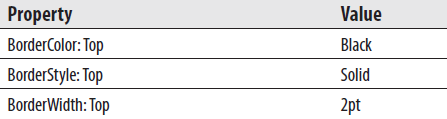 Property Value
BorderColor: Top Black
BorderStyle: Top Solid
BorderWidth: Top 2pt